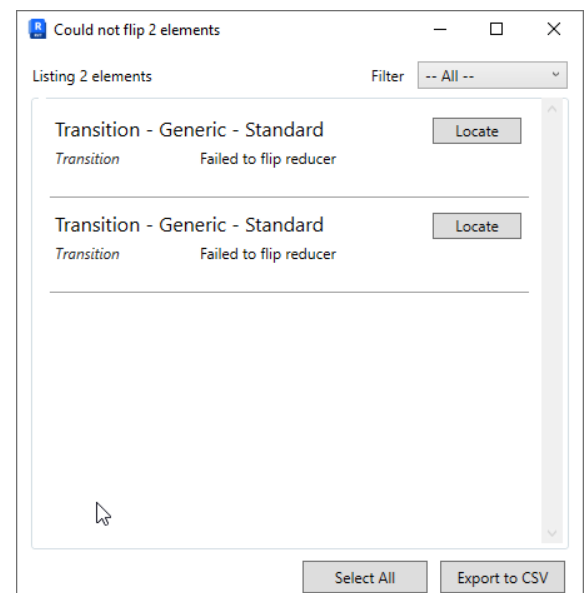 R
Could not flip 2 elements
Listing 2 elements
Filter
-- All --
Transition - Generic - Standard
Locate
Transition
Failed to flip reducer
Transition - Generic - Standard
Locate
Transition
Failed to flip reducer
Select All
Export to CSV